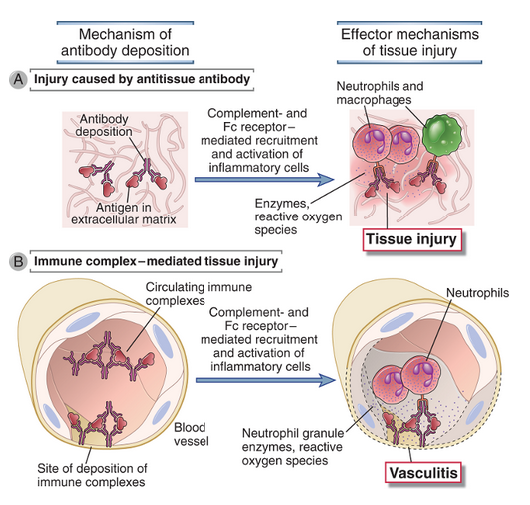 Mechanism of
antibody deposition
Effector mechanisms
of tissue injury
A
Injury caused by antitissue antibody
Antibody
deposition
Antigen in
extracellular matrix
Complement- and
Fc receptor–
mediated recruitment
and activation of
inflammatory cells
Neutrophils and
macrophages
Enzymes,
reactive oxygen
species
Tissue injury
B
Immune complex–mediated tissue injury
Circulating immune
complexes
Blood
vessel
Site of deposition of
immune complexes
Complement- and
Fc receptor–
mediated recruitment
and activation of
inflammatory cells
Neutrophils
Neutrophil granule
enzymes, reactive
oxygen species
Vasculitis